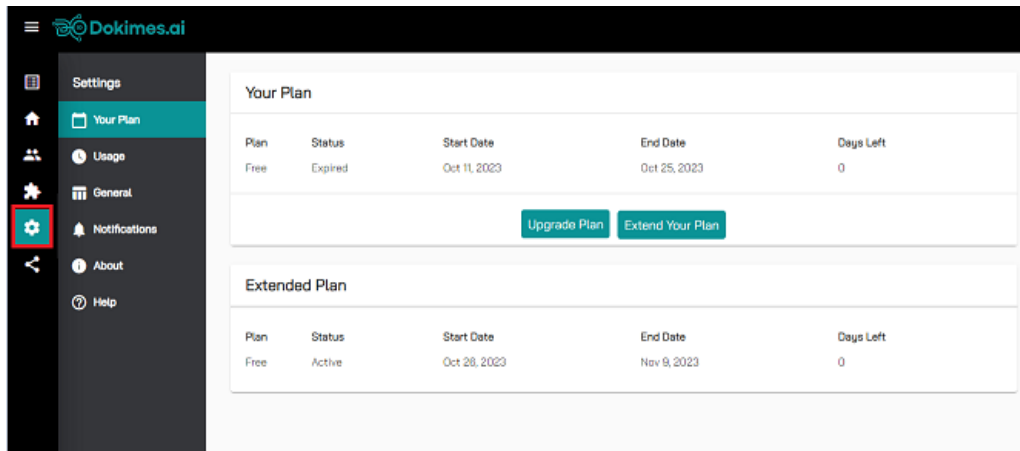 Dokimes.ai
Settings
Your Plan
Usage
General
Notifications
About
Help
Your Plan
Plan Status Start Date End Date Days Left
Free Expired Oct 11, 2023 Oct 25, 2023 0
Upgrade Plan Extend Your Plan
Extended Plan
Plan Status Start Date End Date Days Left
Free Active Oct 26, 2023 Nov 9, 2023 0